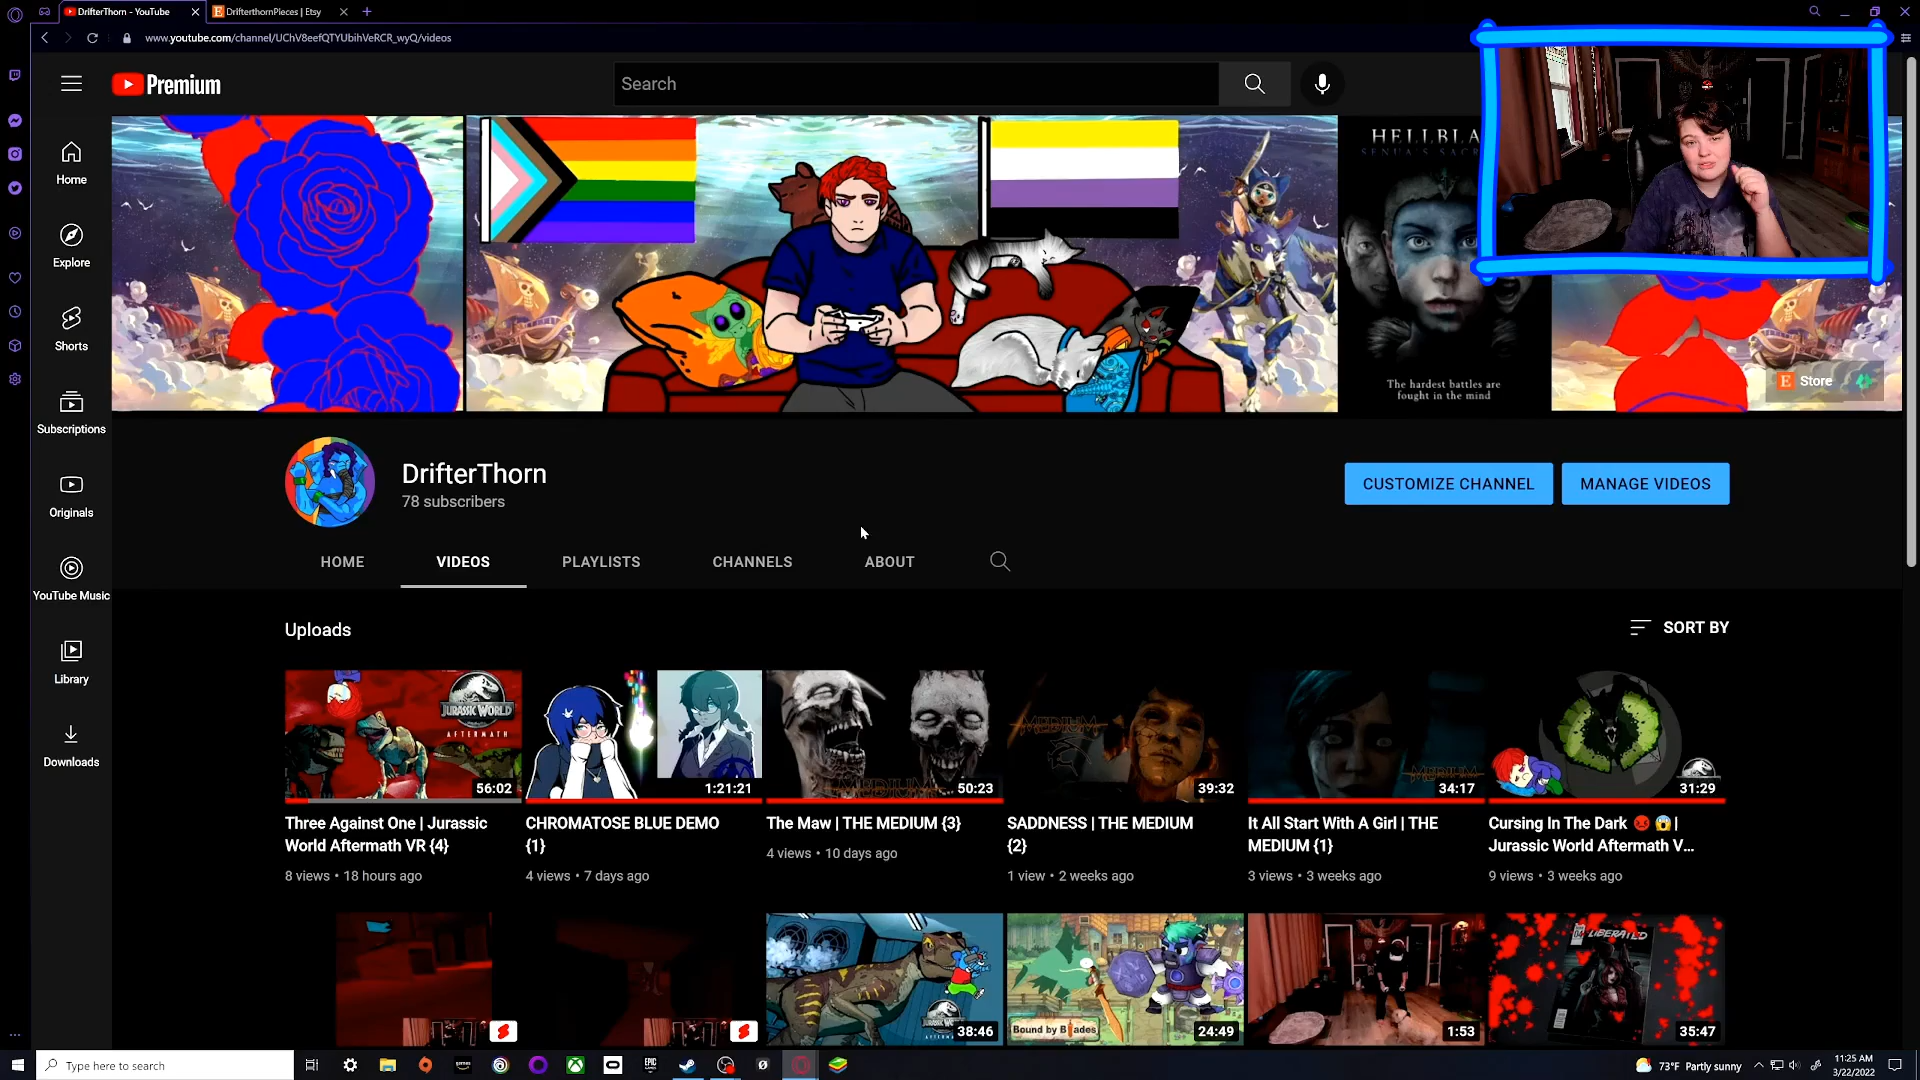 DrifterThorn - YouTube
DrifterthornPieces | Etsy
www.youtube.com/channel/UChV8eefQTYUbihVeRCR_wyQ/videos
Premium
Search
Home
Explore
Shorts
Subscriptions
Originals
YouTube Music
Library
Downloads
HELLBLA
SENUA'S SACR
The hardest battles are
fought in the mind
Store
DrifterThorn
78 subscribers
CUSTOMIZE CHANNEL
MANAGE VIDEOS
HOME
VIDEOS
PLAYLISTS
CHANNELS
ABOUT
Uploads
SORT BY
JURASSIC WORLD
AFTERMATH
56:02
1:21:21
MEDIUM
50:23
MEDIUM
39:32
MEDIUM
34:17
31:29
Three Against One | Jurassic
World Aftermath VR {4}
8 views • 18 hours ago
CHROMATOSE BLUE DEMO
{1}
4 views • 7 days ago
The Maw | THE MEDIUM {3}
4 views • 10 days ago
SADDNESS | THE MEDIUM
{2}
1 view • 2 weeks ago
It All Start With A Girl | THE
MEDIUM {1}
3 views • 3 weeks ago
Cursing In The Dark 😡 😱 |
Jurassic World Aftermath V...
9 views • 3 weeks ago
38:46
Bound by Blades
24:49
1:53
LIBERATED
35:47
Type here to search
EPIC
73°F Partly sunny
11:25 AM
3/22/2022